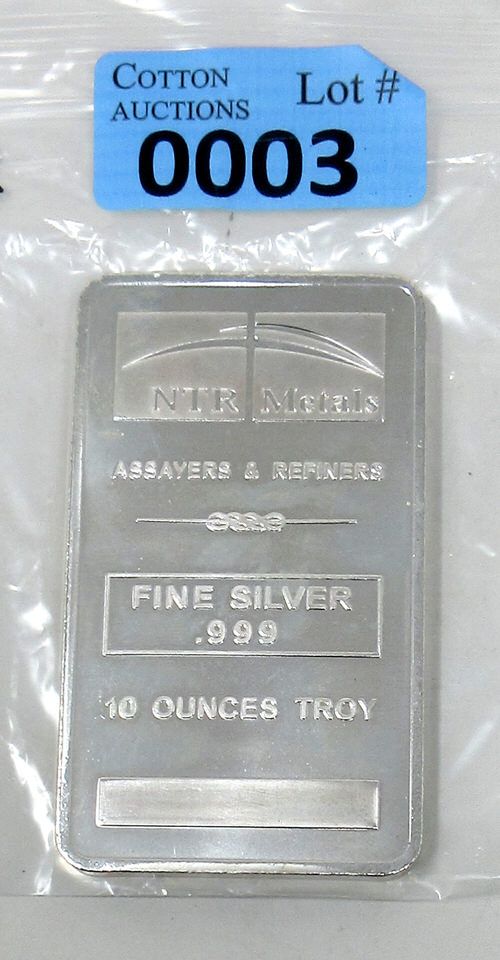 COTTON
AUCTIONS
Lot #
0003
NTR Metals
ASSAYERS & REFINERS
FINE SILVER
.999
10 OUNCES TROY